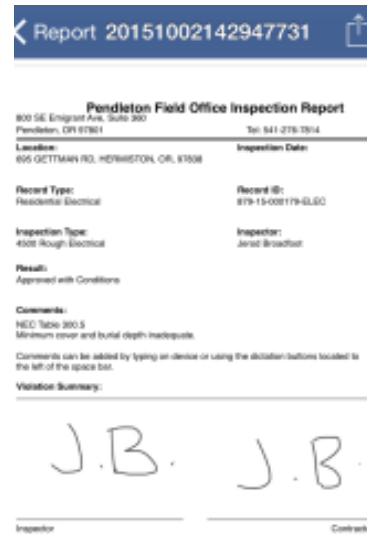 Report 20151002142947731
Pendleton Field Office Inspection Report
800 SE Emigrant Ave, Suite 360
Pendleton, OR 97801 Tel: 541-276-7814
Location: Inspection Date:
695 GETTMAN RD, HERMISTON, OR, 97838
Record Type: Record ID:
Residential Electrical 879-15-000179-ELEC
Inspection Type: Inspector:
4500 Rough Electrical Jerod Broadfoot
Result:
Approved with Conditions
Comments:
NEC Table 300.5
Minimum cover and burial depth inadequate.
Comments can be added by typing on device or using the dictation buttons located to
the left of the space bar.
Violation Summary:
J.B. J.B.
Inspector Contracto